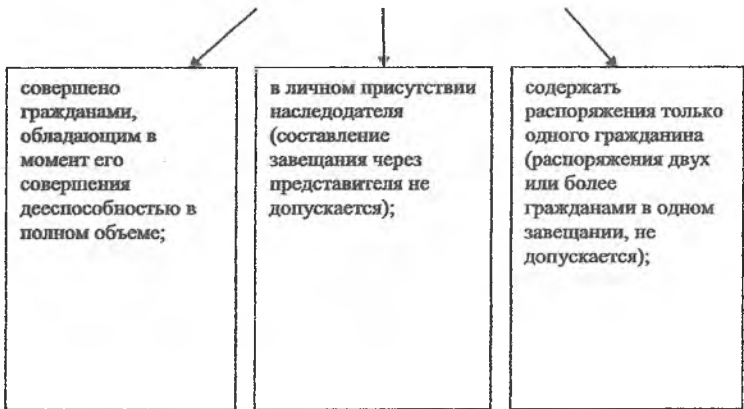 совершено
гражданами,
обладающим в
момент его
совершения
дееспособностью в
полном объеме;
в личном присутствии
наследодателя
(составление
завещания через
представителя не
допускается);
содержать
распоряжения только
одного гражданина
(распоряжения двух
или более
гражданами в одном
завещании, не
допускается);